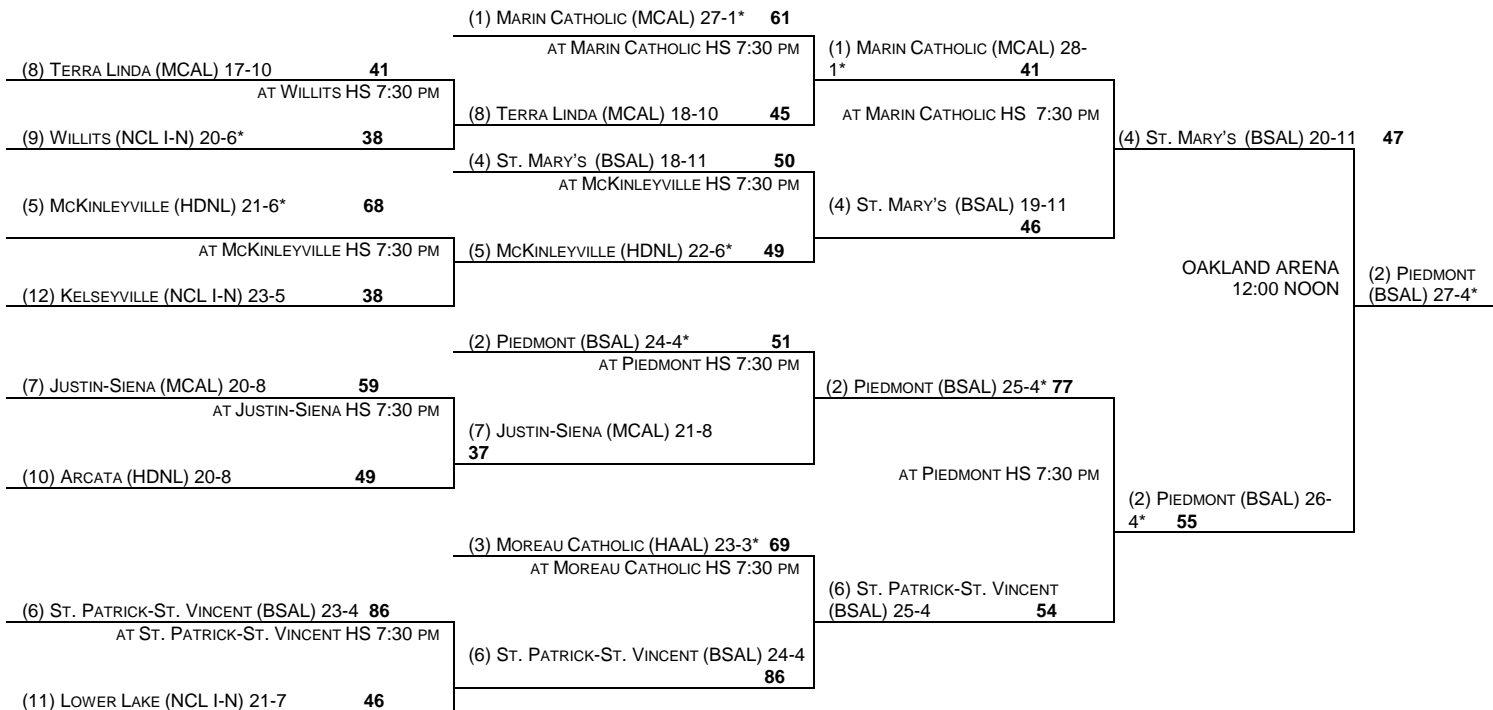 (1) MARIN CATHOLIC (MCAL) 27-1* 61
AT MARIN CATHOLIC HS 7:30 PM
(1) MARIN CATHOLIC (MCAL) 28-
1* 41
(8) TERRA LINDA (MCAL) 17-10 41
AT WILLITS HS 7:30 PM
(8) TERRA LINDA (MCAL) 18-10 45
AT MARIN CATHOLIC HS 7:30 PM
(9) WILLITS (NCL I-N) 20-6* 38
(4) ST. MARY'S (BSAL) 20-11 47
(4) ST. MARY'S (BSAL) 18-11 50
AT MCKINLEYVILLE HS 7:30 PM
(5) MCKINLEYVILLE (HDNL) 21-6* 68
(4) ST. MARY'S (BSAL) 19-11
46
AT MCKINLEYVILLE HS 7:30 PM
(5) MCKINLEYVILLE (HDNL) 22-6* 49
OAKLAND ARENA
12:00 NOON
(2) PIEDMONT
(BSAL) 27-4*
(12) KELSEYVILLE (NCL I-N) 23-5 38
(2) PIEDMONT (BSAL) 24-4* 51
AT PIEDMONT HS 7:30 PM
(7) JUSTIN-SIENA (MCAL) 20-8 59
(2) PIEDMONT (BSAL) 25-4* 77
AT JUSTIN-SIENA HS 7:30 PM
(7) JUSTIN-SIENA (MCAL) 21-8
37
(10) ARCATA (HDNL) 20-8 49
AT PIEDMONT HS 7:30 PM
(2) PIEDMONT (BSAL) 26-
4* 55
(3) MOREAU CATHOLIC (HAAL) 23-3* 69
AT MOREAU CATHOLIC HS 7:30 PM
(6) ST. PATRICK-ST. VINCENT
(BSAL) 25-4 54
(6) ST. PATRICK-ST. VINCENT (BSAL) 23-4 86
AT ST. PATRICK-ST. VINCENT HS 7:30 PM
(6) ST. PATRICK-ST. VINCENT (BSAL) 24-4
86
(11) LOWER LAKE (NCL I-N) 21-7 46